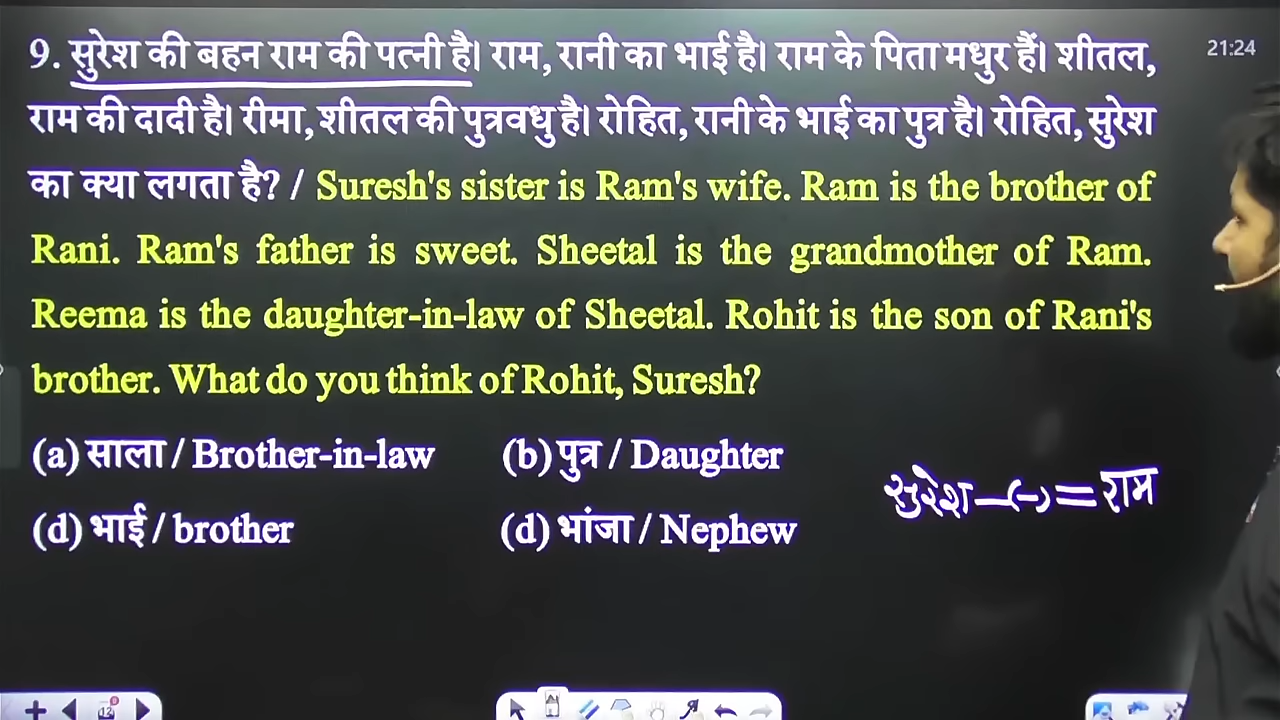 21:24
9. सुरेश की बहन राम की पत्नी है। राम, रानी का भाई है। राम के पिता मधुर हैं। शीतल,
राम की दादी है। रीमा, शीतल की पुत्रवधु है। रोहित, रानी के भाई का पुत्र है। रोहित, सुरेश
का क्या लगता है? / Suresh's sister is Ram's wife. Ram is the brother of
Rani. Ram's father is sweet. Sheetal is the grandmother of Ram.
Reema is the daughter-in-law of Sheetal. Rohit is the son of Rani's
brother. What do you think of Rohit, Suresh?
(a) साला / Brother-in-law (b) पुत्र / Daughter
(d) भाई / brother (d) भांजा / Nephew
सुरेश –(-) = राम
12